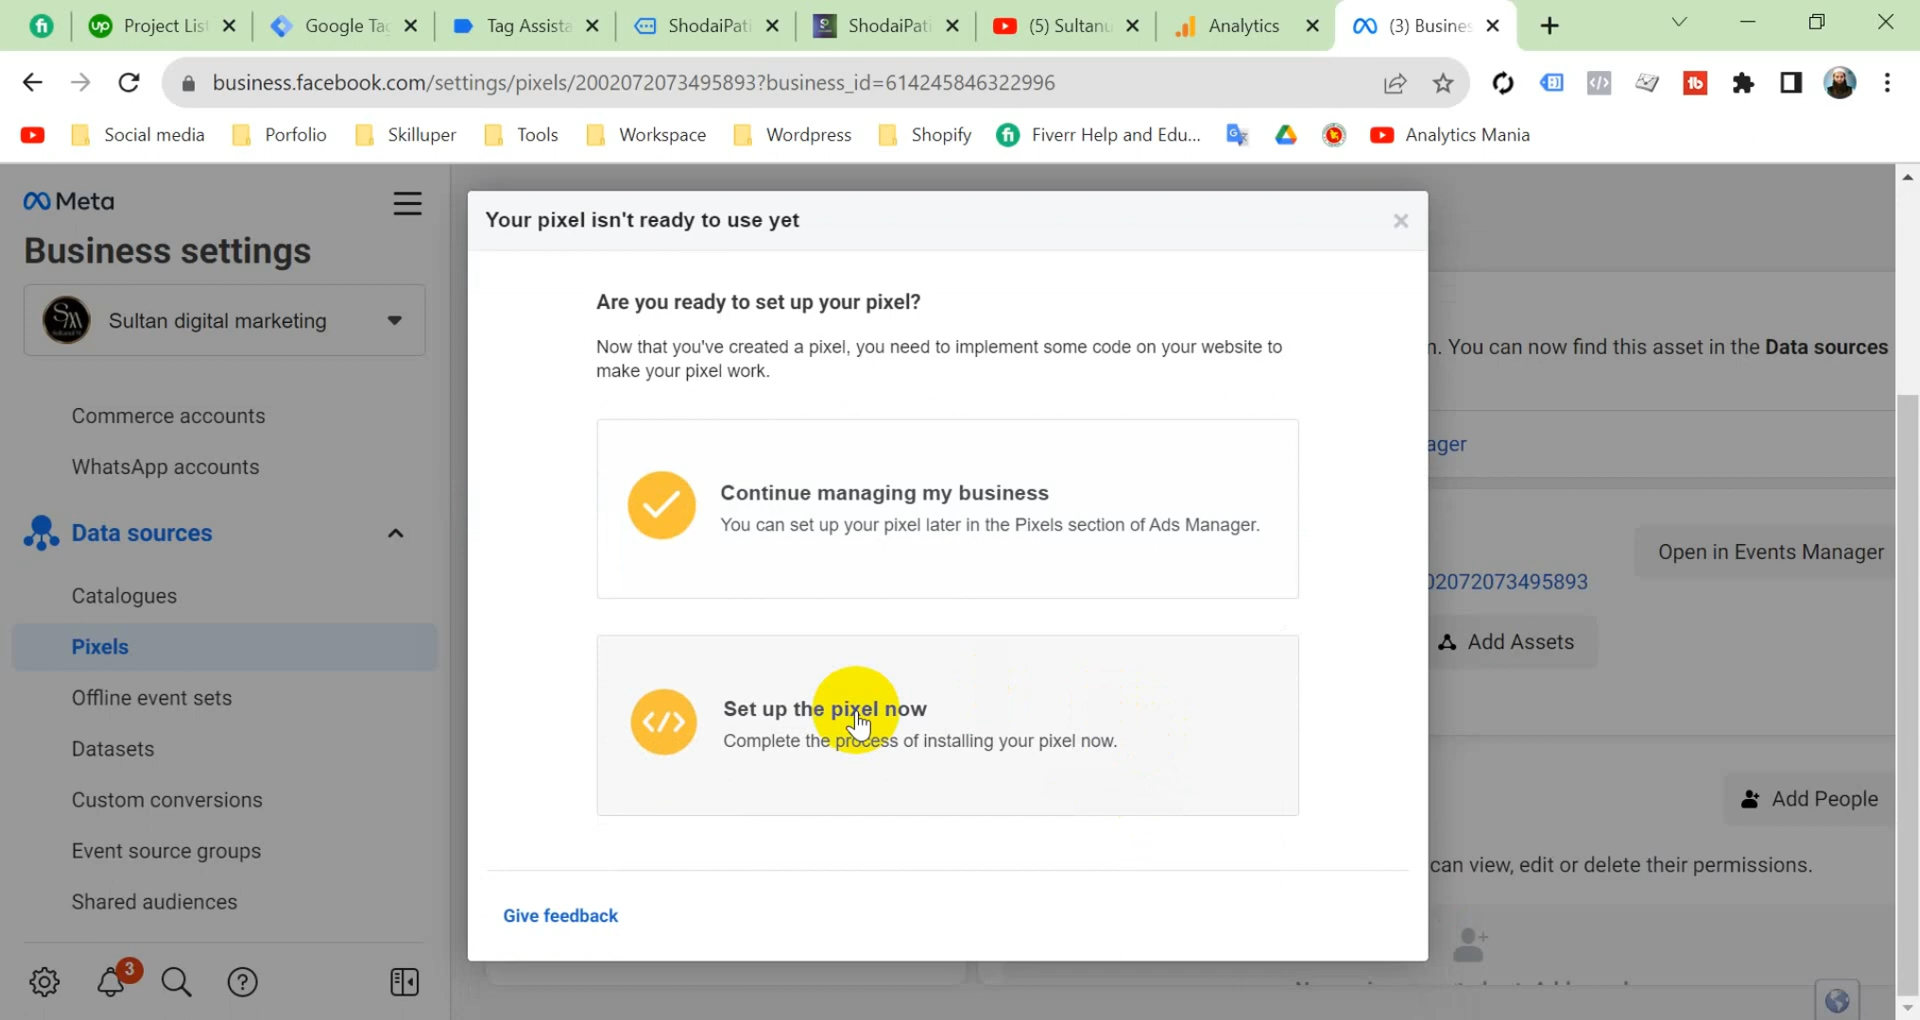 Project Lis
Google Ta
Tag Assista
ShodaiPati
ShodaiPati
(5) Sultanu
Analytics
(3) Busine
business.facebook.com/settings/pixels/2002072073495893?business_id=614245846322996
Social media
Porfolio
Skilluper
Tools
Workspace
Wordpress
Shopify
Fiverr Help and Edu...
Analytics Mania
Meta
Business settings
Sultan digital marketing
Commerce accounts
WhatsApp accounts
Data sources
Catalogues
Pixels
Offline event sets
Datasets
Custom conversions
Event source groups
Shared audiences
3
Your pixel isn't ready to use yet
Are you ready to set up your pixel?
Now that you've created a pixel, you need to implement some code on your website to
make your pixel work.
Continue managing my business
You can set up your pixel later in the Pixels section of Ads Manager.
Set up the pixel now
Complete the process of installing your pixel now.
Give feedback
n. You can now find this asset in the Data sources
ager
Open in Events Manager
02072073495893
Add Assets
Add People
can view, edit or delete their permissions.